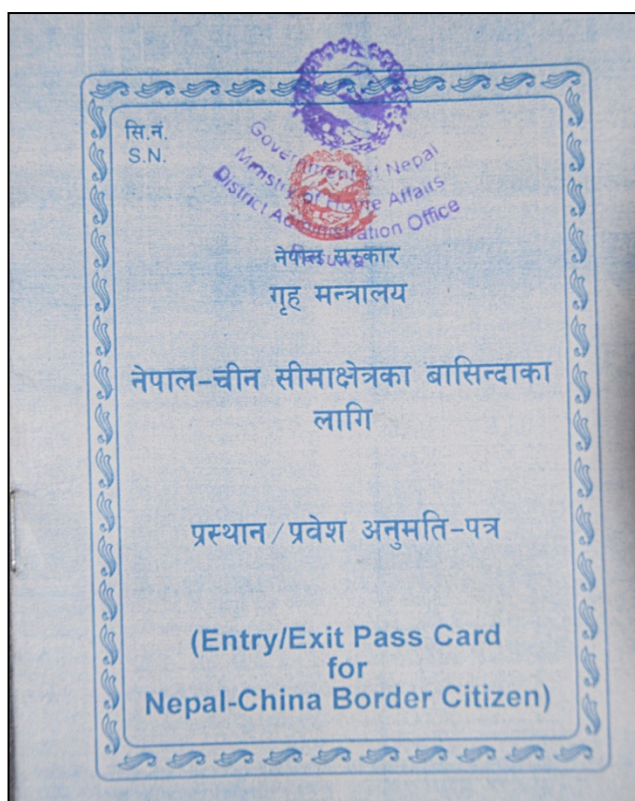 सि.नं.
S.N.
Government of Nepal
Ministry of Home Affairs
District Administration Office
नेपाल सरकार
गृह मन्त्रालय
नेपाल-चीन सीमाक्षेत्रका बासिन्दाका
लागि
प्रस्थान/प्रवेश अनुमति-पत्र
(Entry/Exit Pass Card
for
Nepal-China Border Citizen)